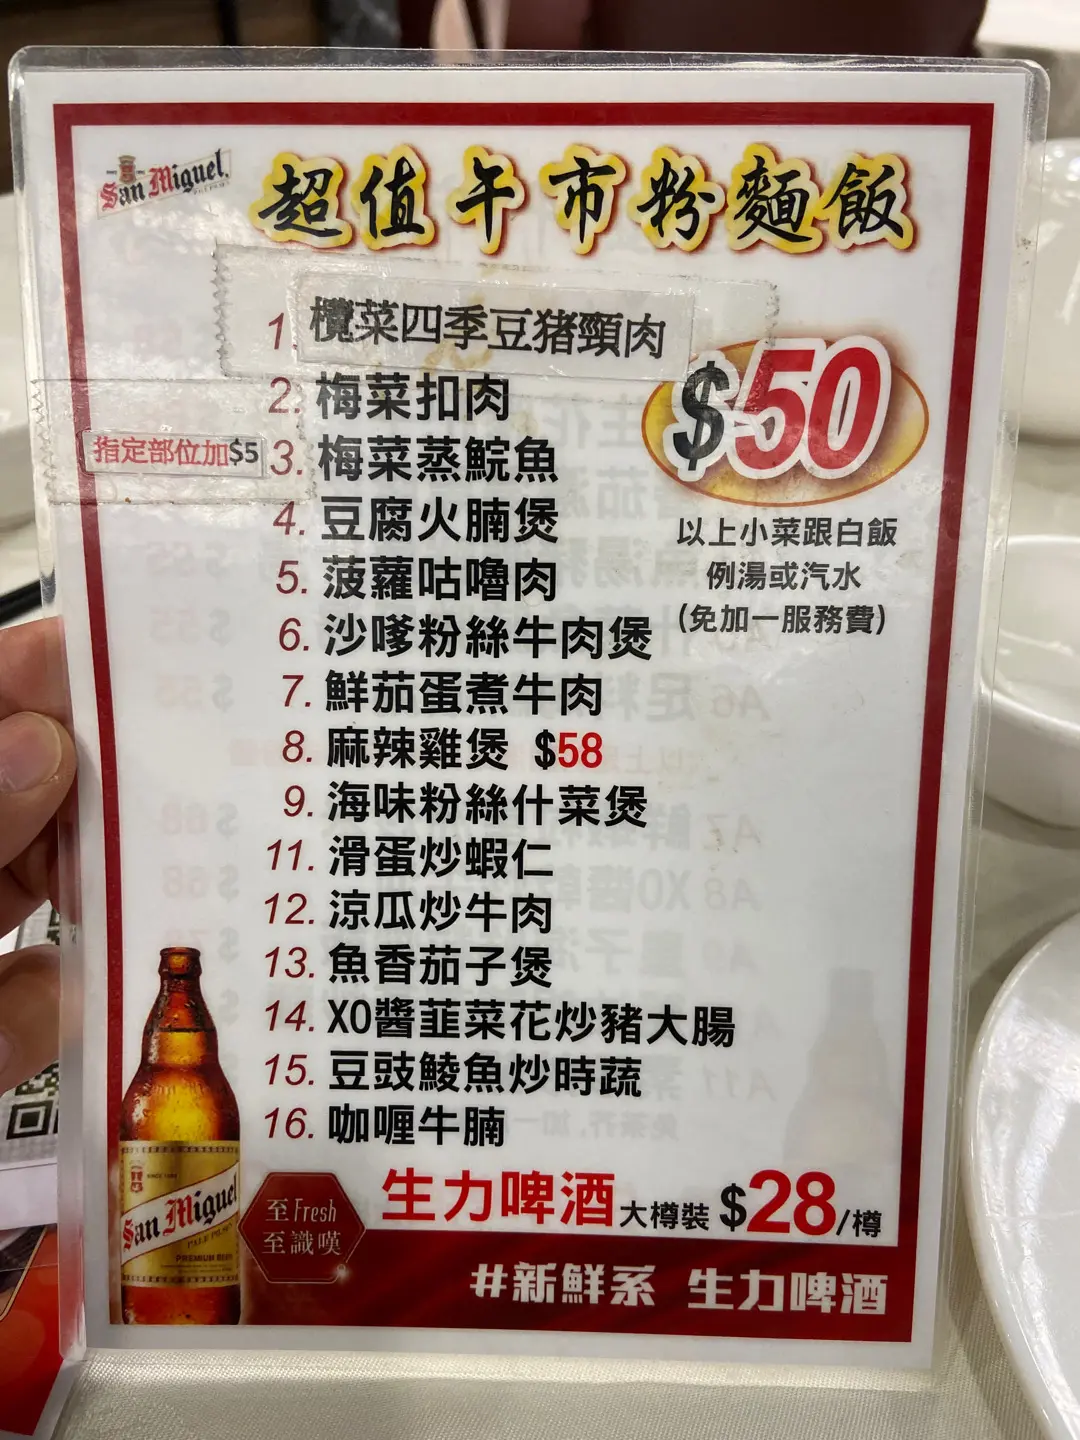 San Miguel
超值午市粉麵飯
1. 欖菜四季豆豬頸肉
2. 梅菜扣肉
指定部位加$5
3. 梅菜蒸鯇魚
4. 豆腐火腩煲
5. 菠蘿咕嚕肉
6. 沙嗲粉絲牛肉煲
7. 鮮茄蛋煮牛肉
8. 麻辣雞煲 $58
9. 海味粉絲什菜煲
11. 滑蛋炒蝦仁
12. 涼瓜炒牛肉
13. 魚香茄子煲
14. XO醬韮菜花炒豬大腸
15. 豆豉鯪魚炒時蔬
16. 咖喱牛腩
$50
以上小菜跟白飯
例湯或汽水
(免加一服務費)
San Miguel
PALE PILSEN
PREMIUM BEER
至Fresh
至識嘆
生力啤酒 大樽裝 $28/樽
#新鮮系 生力啤酒